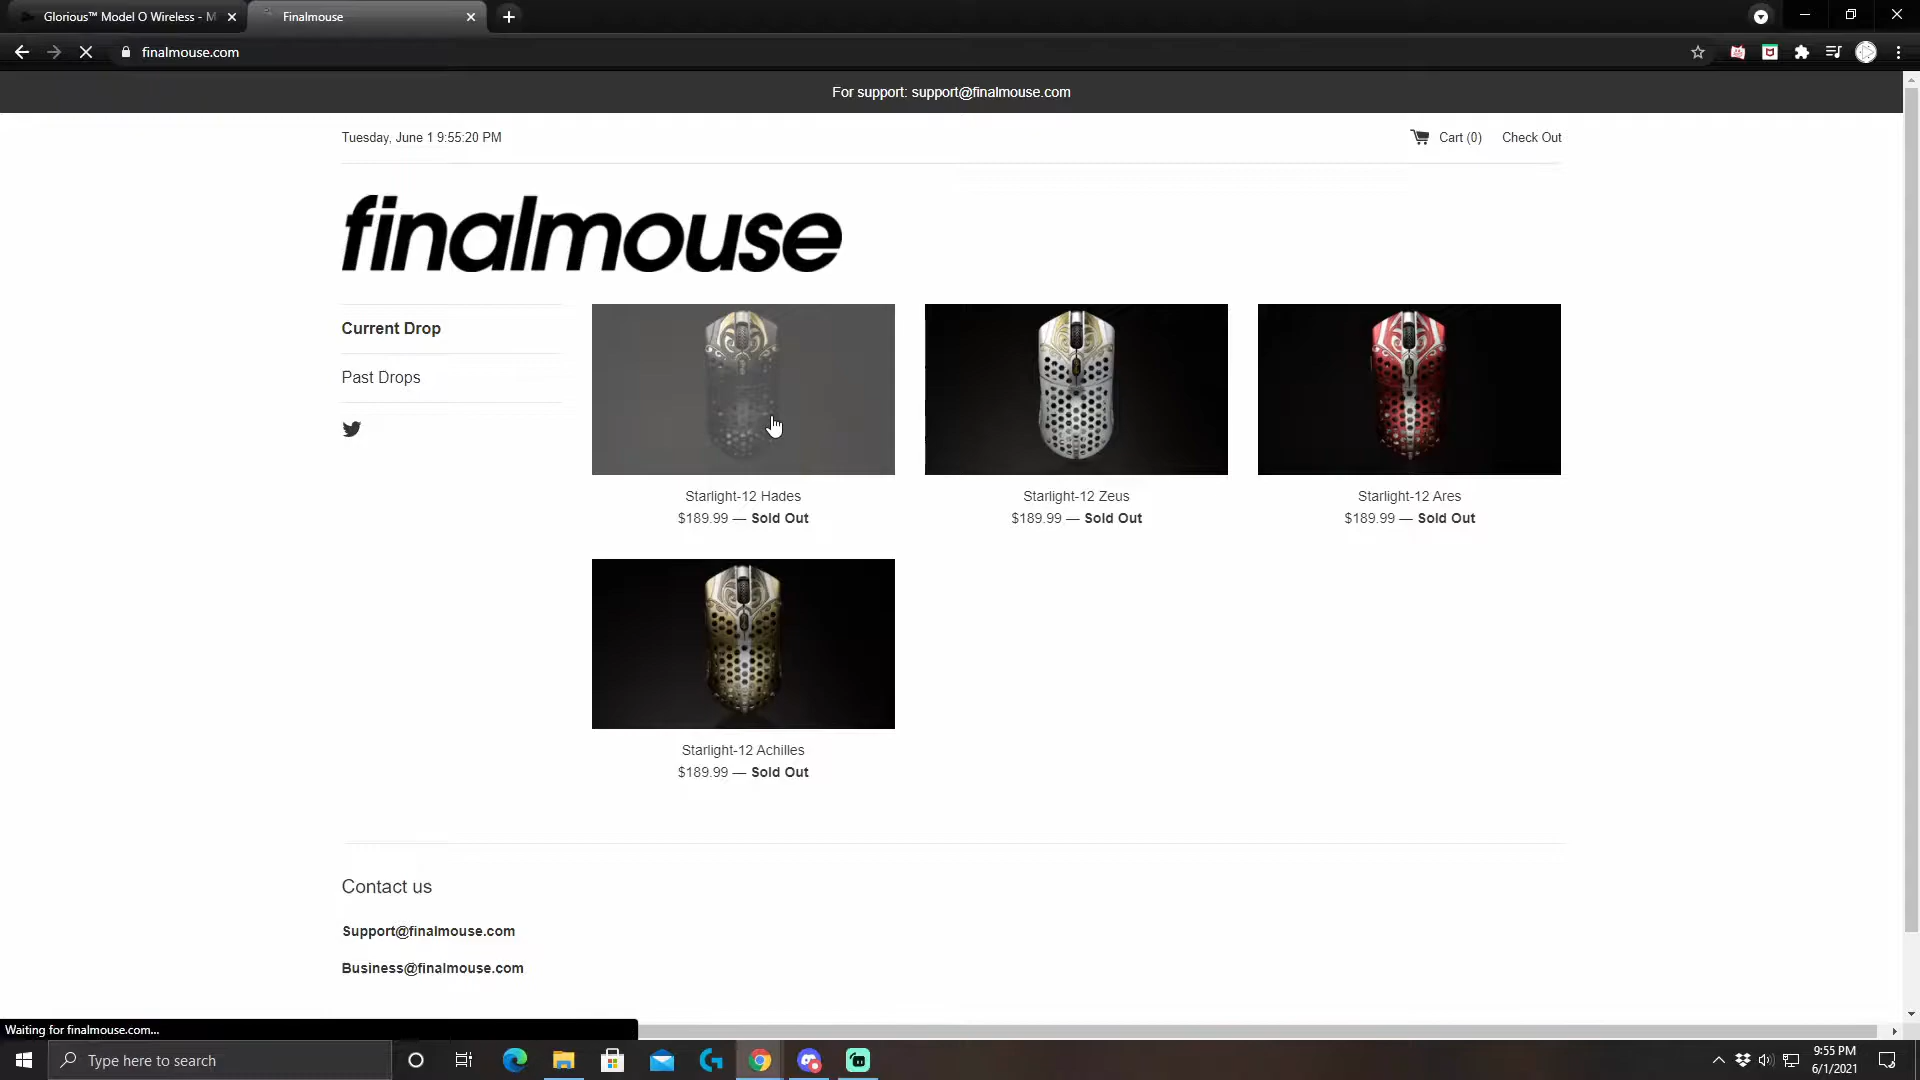 Glorious™ Model O Wireless - M
Finalmouse
finalmouse.com
For support: support@finalmouse.com
Tuesday, June 1 9:55:20 PM
Cart (0)
Check Out
finalmouse
Current Drop
Past Drops
Starlight-12 Hades
$189.99 — Sold Out
Starlight-12 Zeus
$189.99 — Sold Out
Starlight-12 Ares
$189.99 — Sold Out
Starlight-12 Achilles
$189.99 — Sold Out
Contact us
Support@finalmouse.com
Business@finalmouse.com
Waiting for finalmouse.com...
Type here to search
9:55 PM
6/1/2021